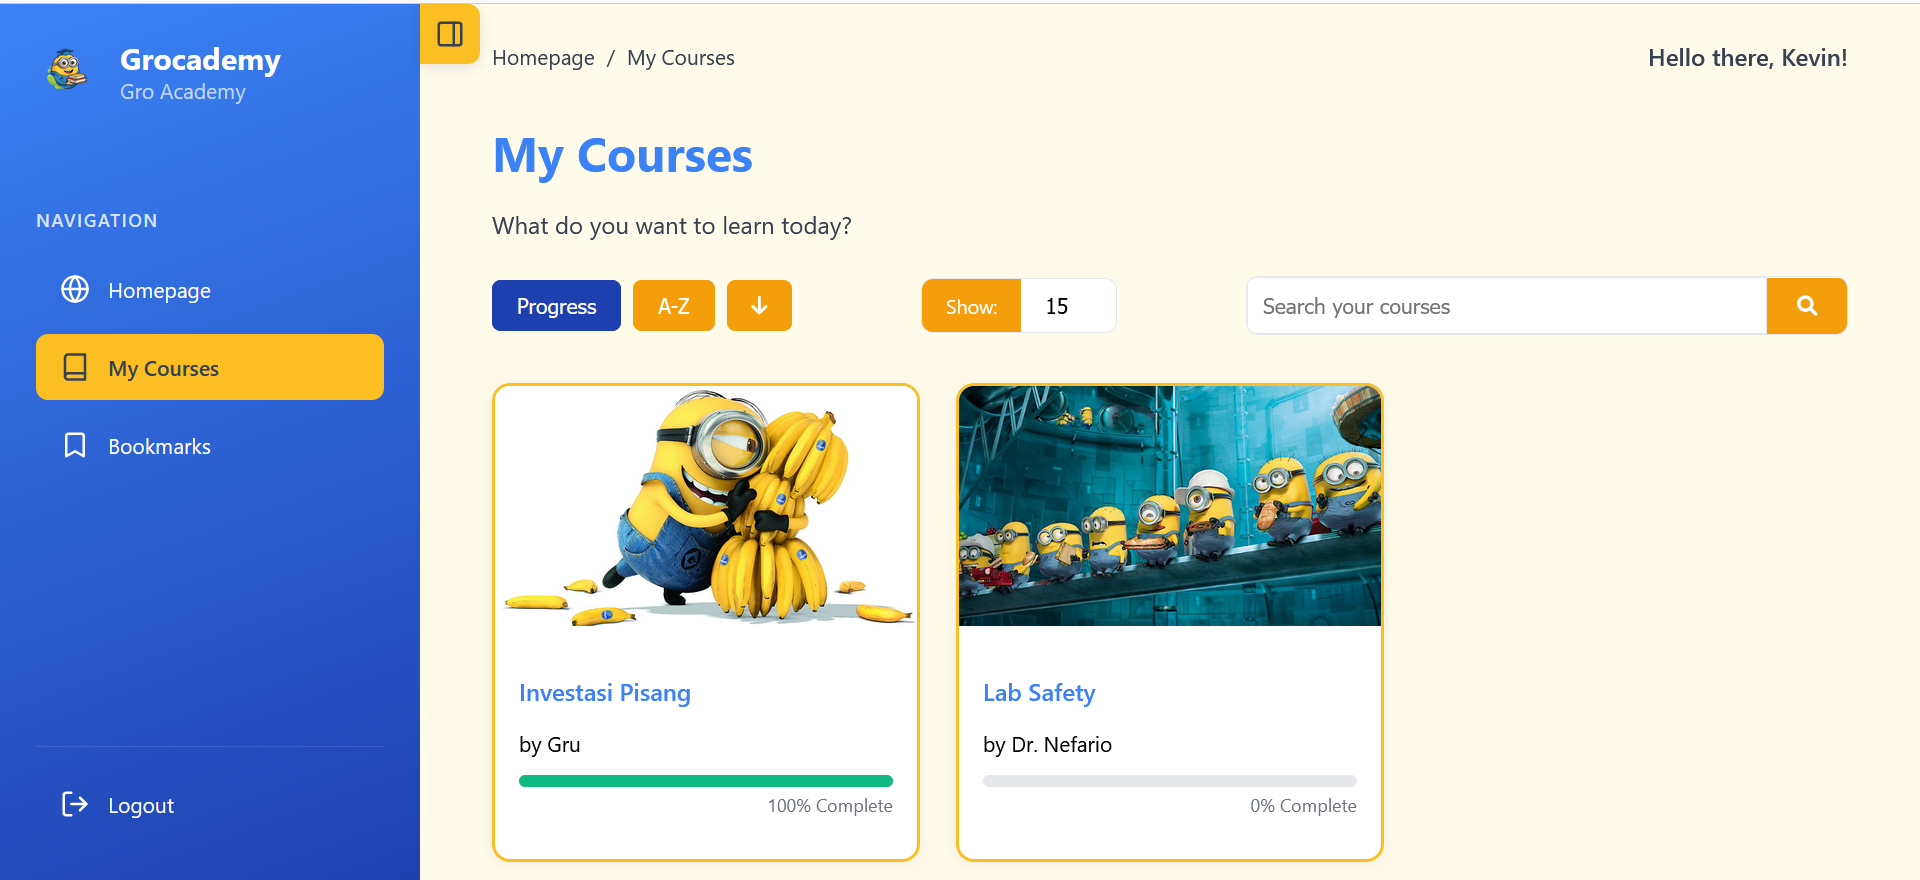 Grocademy
Gro Academy
NAVIGATION
Homepage
My Courses
Bookmarks
Logout
Homepage / My Courses
Hello there, Kevin!
My Courses
What do you want to learn today?
Progress A-Z Show: 15 Search your courses
Investasi Pisang
by Gru
100% Complete
Lab Safety
by Dr. Nefario
0% Complete